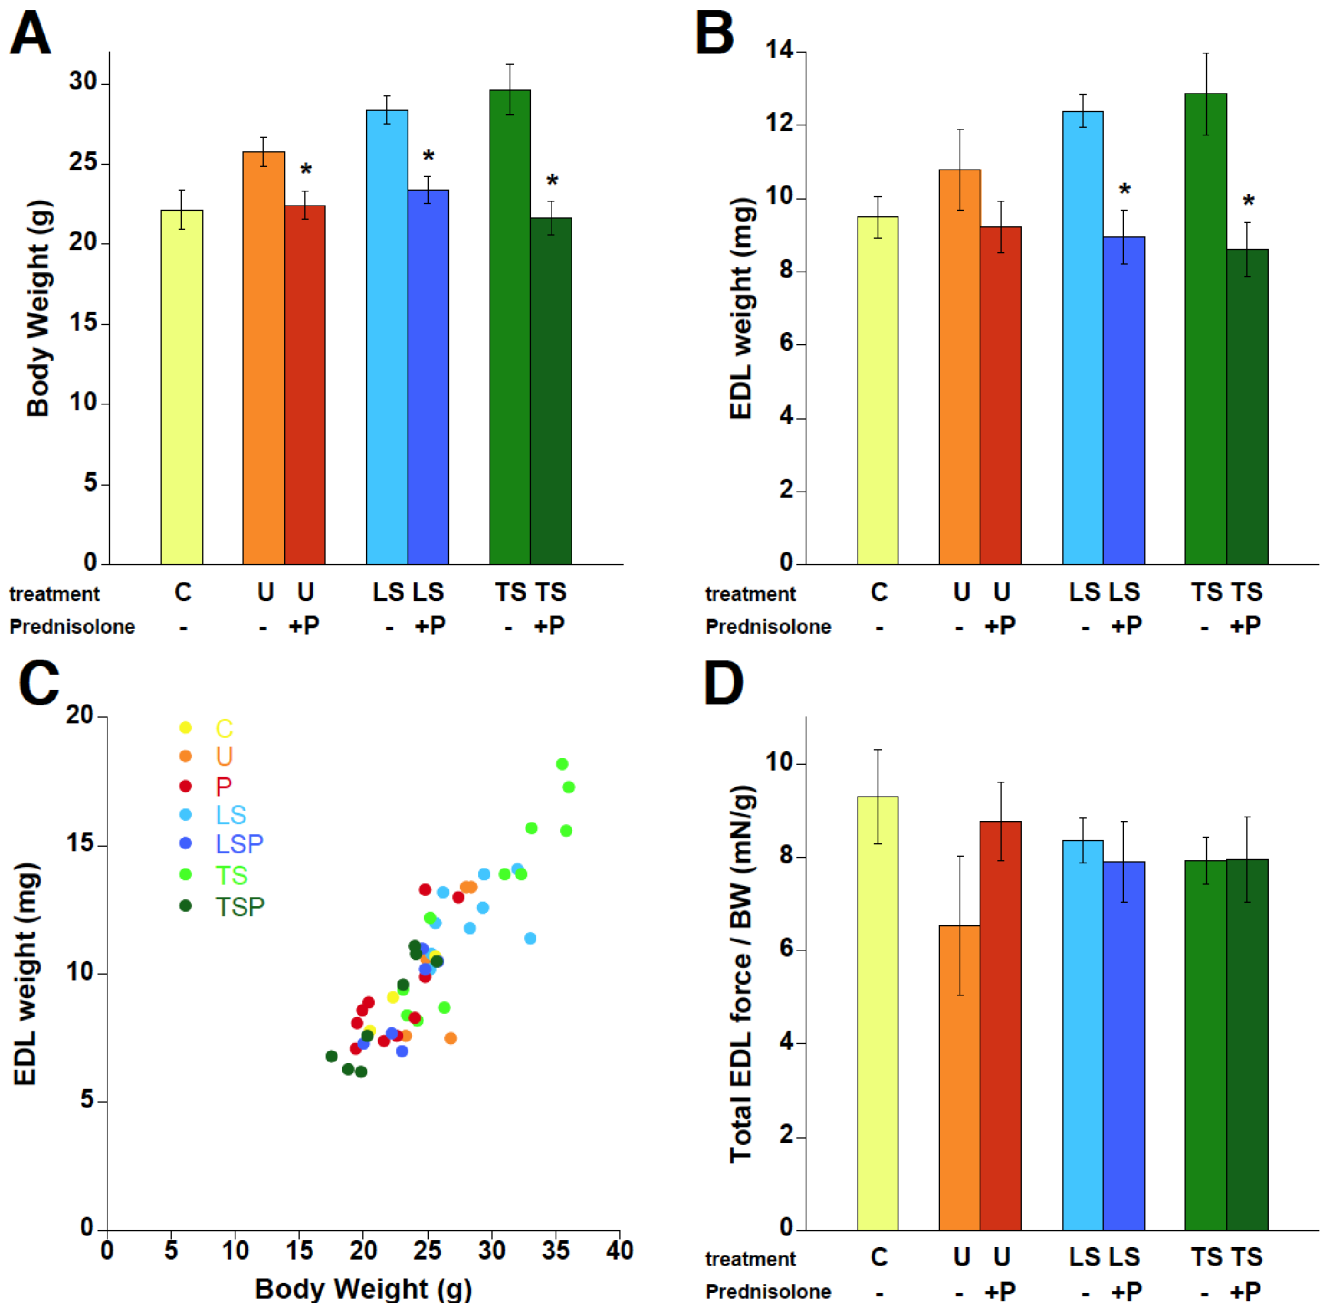 A
Body Weight (g)
30
25
20
15
10
5
0
* * *
treatment C U U LS LS TS TS
Prednisolone - - +P - +P - +P
B
EDL weight (mg)
14
12
10
8
6
4
2
0
* *
treatment C U U LS LS TS TS
Prednisolone - - +P - +P - +P
C
EDL weight (mg)
20
15
10
5
0
C
U
P
LS
LSP
TS
TSP
0 5 10 15 20 25 30 35 40
Body Weight (g)
D
Total EDL force / BW (mN/g)
10
8
6
4
2
0
treatment C U U LS LS TS TS
Prednisolone - - +P - +P - +P